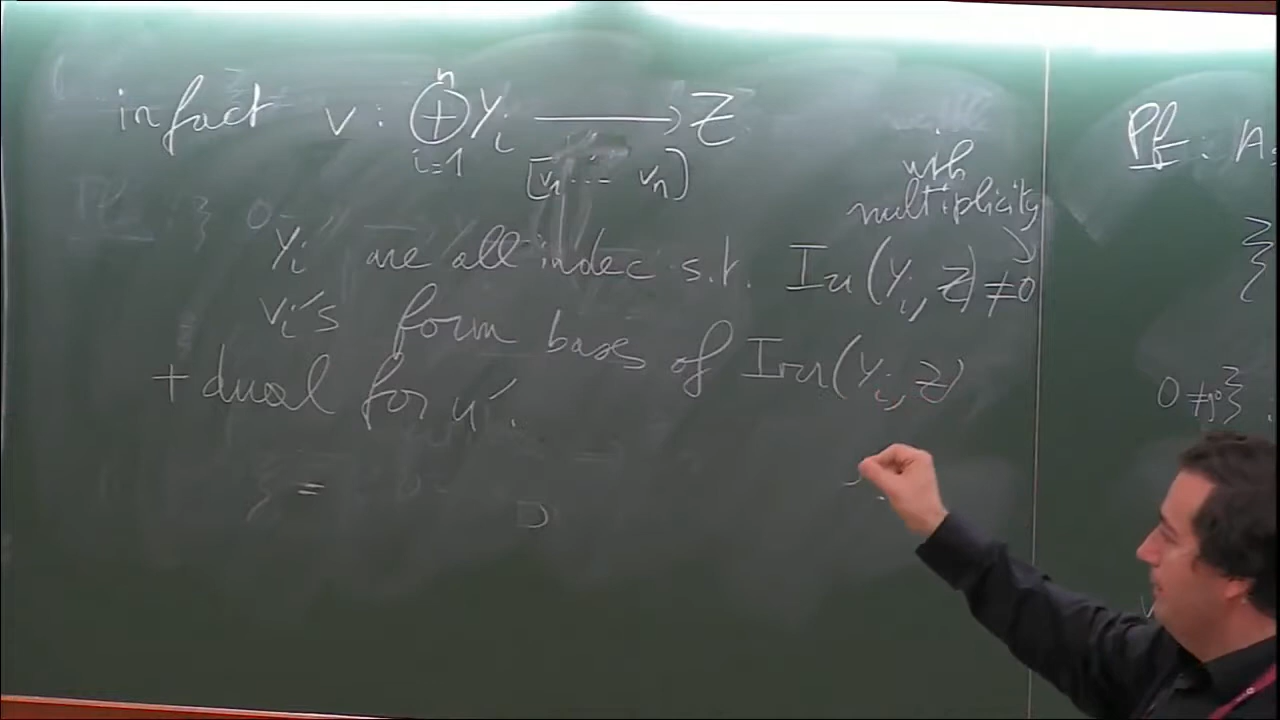 in fact v : ⊕ Yᵢ → Z
n
i=1
[v₁ ... vₙ]
with
multiplicity
Yᵢ are all indec s.t. Irr(Yᵢ, Z) ≠ 0
vᵢ's form bases of Irr(Yᵢ, Z)
+ dual for u.
Pf :
0 ≠